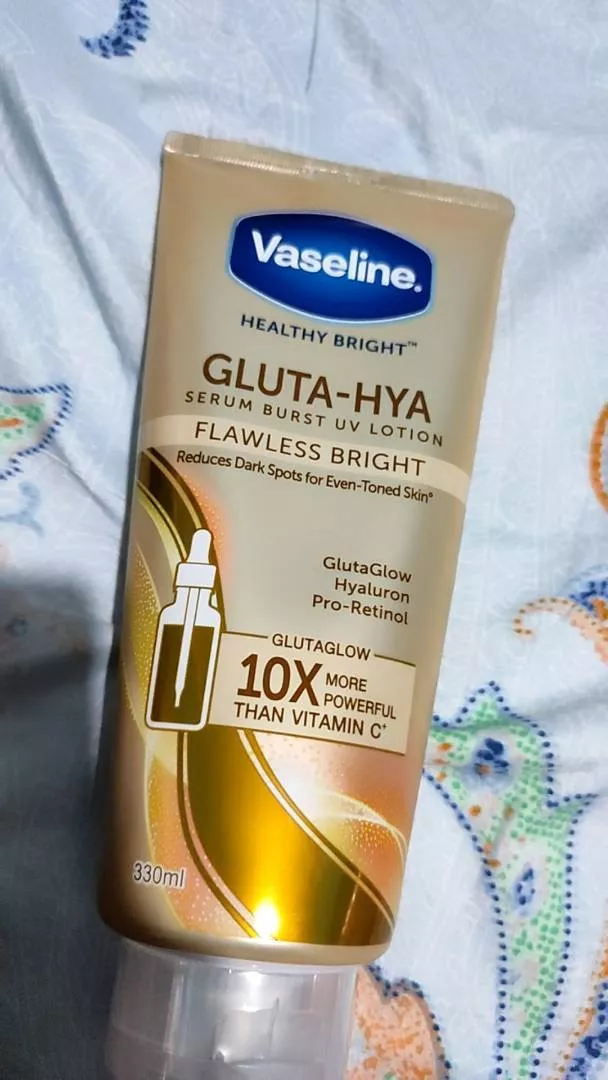 Vaseline.
HEALTHY BRIGHT™
GLUTA-HYA
SERUM BURST UV LOTION
FLAWLESS BRIGHT
Reduces Dark Spots for Even-Toned Skin°
GlutaGlow
Hyaluron
Pro-Retinol
GLUTAGLOW
10X MORE
POWERFUL
THAN VITAMIN C⁺
330ml